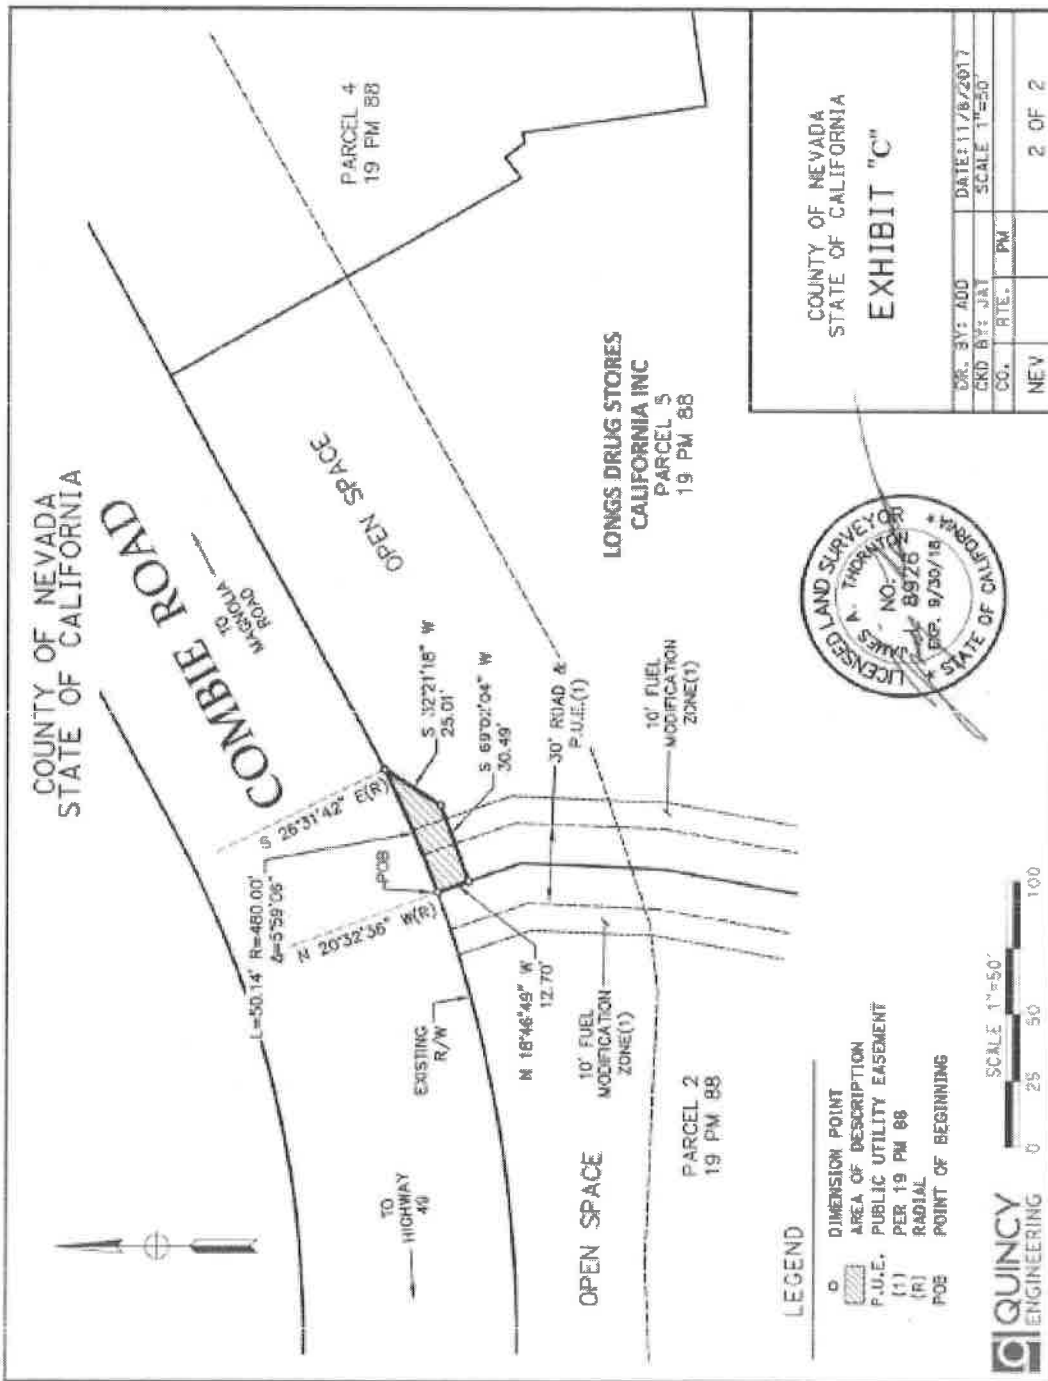 COUNTY OF NEVADA
STATE OF CALIFORNIA
COMBIE ROAD
TO
MAGNOLIA
ROAD
PARCEL 4
19 PM 88
OPEN SPACE
L=50.14' R=480.00'
Δ=5°59'06"
S 26°31'42" E(R)
N 20°32'36" W(R)
POB
S 32°21'18" W
25.01'
S 69°02'04" W
30.49'
EXISTING
R/W
N 18°46'49" W
12.70'
TO
HIGHWAY
49
30' ROAD &
P.U.E.(1)
10' FUEL
MODIFICATION
ZONE(1)
10' FUEL
MODIFICATION
ZONE(1)
LONGS DRUG STORES
CALIFORNIA INC
PARCEL 5
19 PM 88
OPEN SPACE
PARCEL 2
19 PM 88
LEGEND
DIMENSION POINT
AREA OF DESCRIPTION
P.U.E. PUBLIC UTILITY EASEMENT
(1) PER 19 PM 88
(R) RADIAL
POB POINT OF BEGINNING
LICENSED LAND SURVEYOR
JAMES A. THORNTON
NO.
8926
EXP. 9/30/18
STATE OF CALIFORNIA
COUNTY OF NEVADA
STATE OF CALIFORNIA
EXHIBIT "C"
DR. BY: ADD DATE: 11/8/2017
CKD BY: JAT SCALE 1"=50'
CO. RTE. PM
NEV 2 OF 2
QUINCY
ENGINEERING
SCALE 1"=50'
0 25 50 100